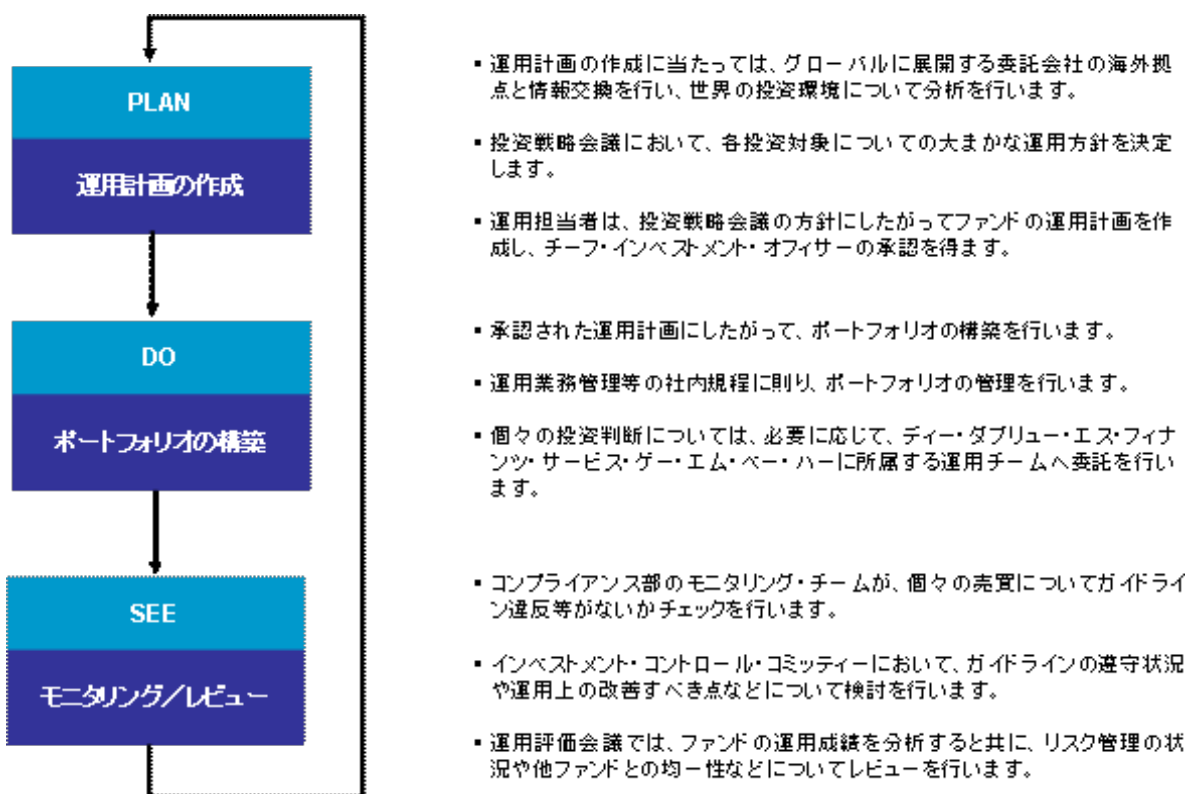 PLAN
運用計画の作成
▪ 運用計画の作成に当たっては、グローバルに展開する委託会社の海外拠
点と情報交換を行い、世界の投資環境について分析を行います。
▪ 投資戦略会議において、各投資対象についての大まかな運用方針を決定
します。
▪ 運用担当者は、投資戦略会議の方針にしたがってファンドの運用計画を作
成し、チーフ・インベストメント・オフィサーの承認を得ます。
DO
ポートフォリオの構築
▪ 承認された運用計画にしたがって、ポートフォリオの構築を行います。
▪ 運用業務管理等の社内規程に則り、ポートフォリオの管理を行います。
▪ 個々の投資判断については、必要に応じて、ディー・ダブリュー・エス・フィナ
ンツ・サービス・ゲー・エム・ベー・ハーに所属する運用チームへ委託を行い
ます。
SEE
モニタリング／レビュー
▪ コンプライアンス部のモニタリング・チームが、個々の売買についてガイドライ
ン違反等がないかチェックを行います。
▪ インベストメント・コントロール・コミッティーにおいて、ガイドラインの遵守状況
や運用上の改善すべき点などについて検討を行います。
▪ 運用評価会議では、ファンドの運用成績を分析すると共に、リスク管理の状
況や他ファンドとの均一性などについてレビューを行います。